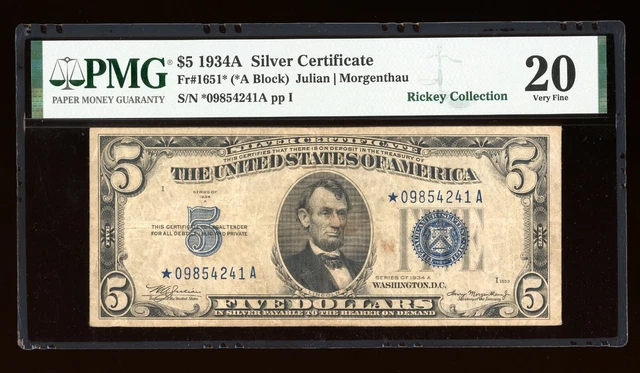 PMG®
PAPER MONEY GUARANTY
$5 1934A Silver Certificate
Fr#1651* (*A Block) Julian | Morgenthau
S/N *09854241A pp I
Rickey Collection
20
Very Fine
SILVER CERTIFICATE
THIS CERTIFIES THAT THERE IS ON DEPOSIT IN THE TREASURY OF
THE UNITED STATES OF AMERICA
5
5
I
SERIES OF
1934
A
★09854241A
THIS CERTIFICATE IS LEGAL TENDER
FOR ALL DEBTS PUBLIC AND PRIVATE
5
FIVE
★09854241A
SERIES OF 1934 A
WASHINGTON, D.C.
I
LINCOLN
5
5
FIVE DOLLARS
IN SILVER PAYABLE TO THE BEARER ON DEMAND